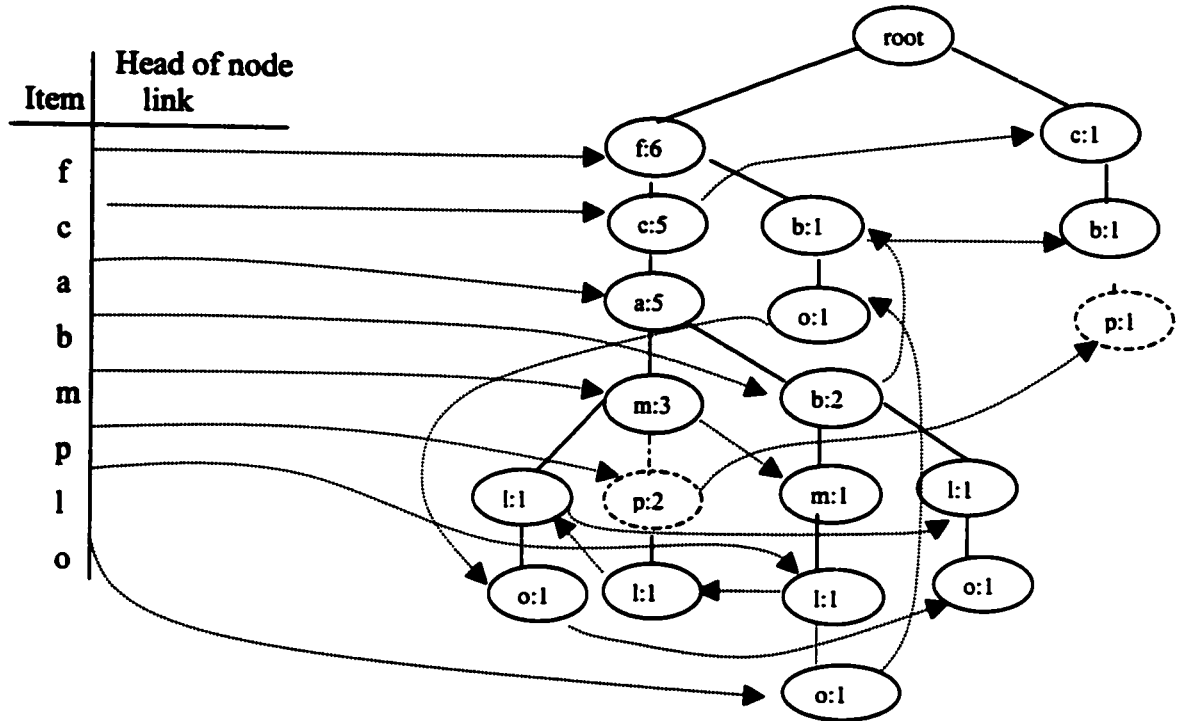 root
Head of node
Item link
f:6
c:1
f
c
c:5
b:1
b:1
a
a:5
o:1
p:1
b
m
m:3
b:2
p
l
l:1
p:2
m:1
l:1
o
o:1
l:1
l:1
o:1
o:1